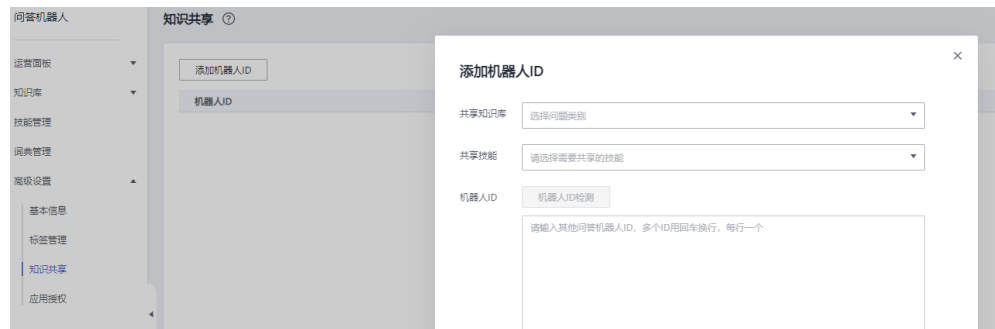 问答机器人
知识共享 ?
运营面板
知识库
技能管理
词典管理
高级设置
基本信息
标签管理
知识共享
应用授权
添加机器人ID
机器人ID
添加机器人ID
共享知识库 选择问题类别
共享技能 请选择需要共享的技能
机器人ID 机器人ID检测
请输入其他问答机器人ID，多个ID用回车换行，每行一个